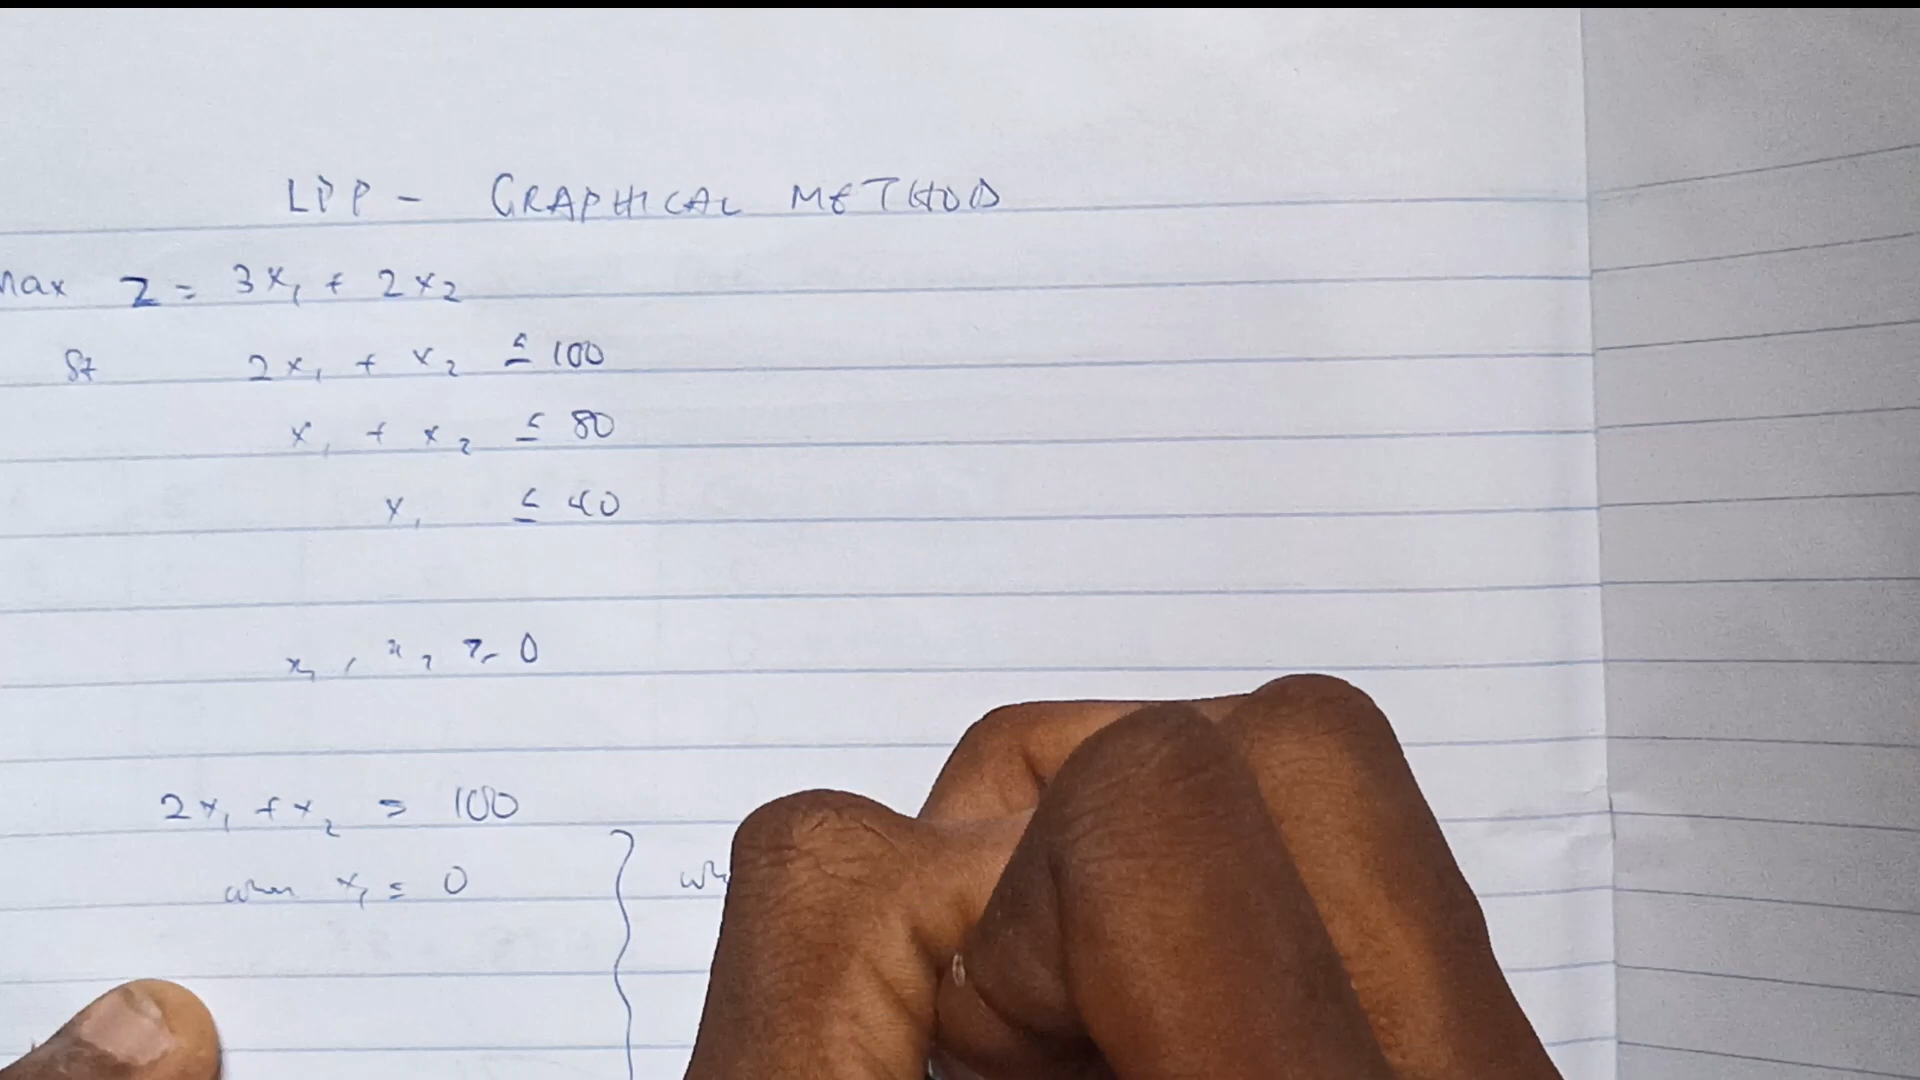 LPP - GRAPHICAL METHOD
Max Z = 3x₁ + 2x₂
St 2x₁ + x₂ ≤ 100
x₁ + x₂ ≤ 80
x₁ ≤ 40
x₁, x₂ ≥ 0
2x₁ + x₂ = 100
when x₁ = 0